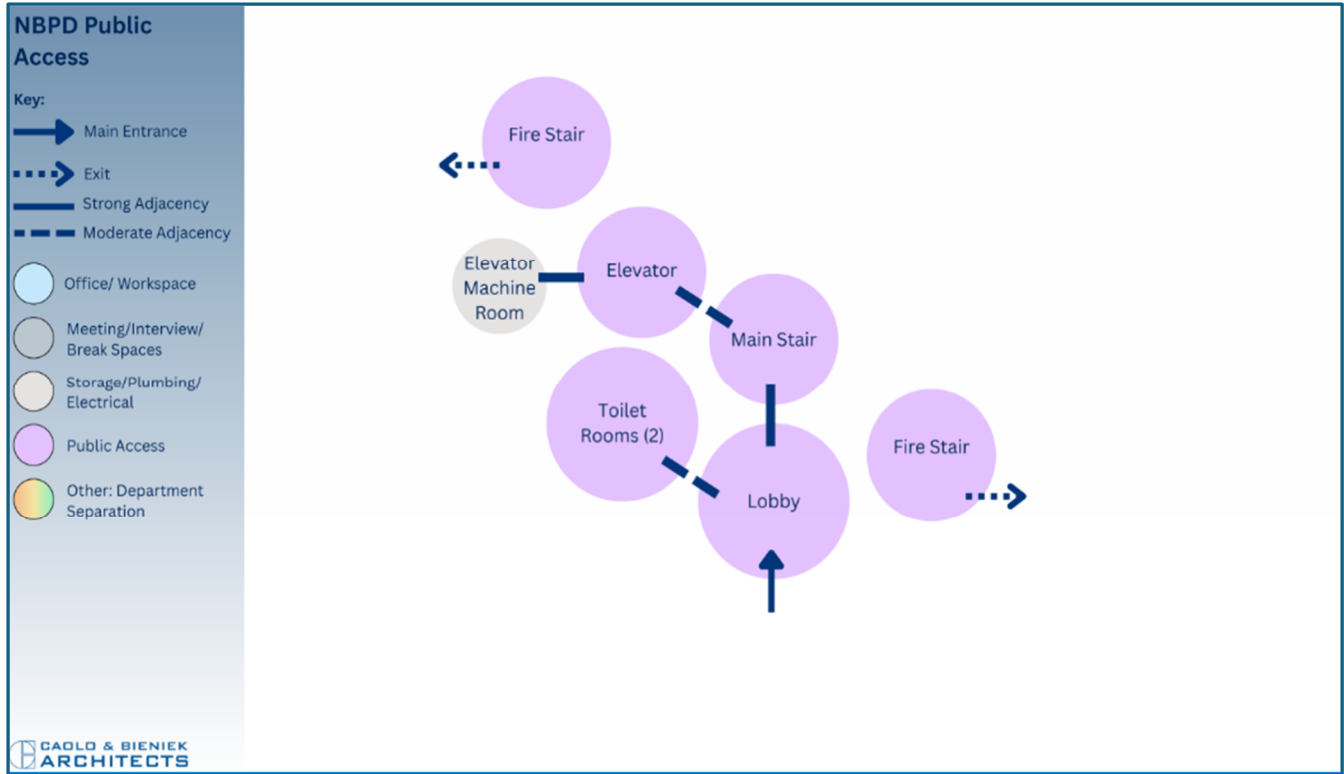 NBPD Public
Access
Key:
Main Entrance
Exit
Strong Adjacency
Moderate Adjacency
Office/ Workspace
Meeting/Interview/
Break Spaces
Storage/Plumbing/
Electrical
Public Access
Other: Department
Separation
CAOLO & BIENIEK
ARCHITECTS
Fire Stair
Elevator
Machine
Room
Elevator
Main Stair
Toilet
Rooms (2)
Fire Stair
Lobby